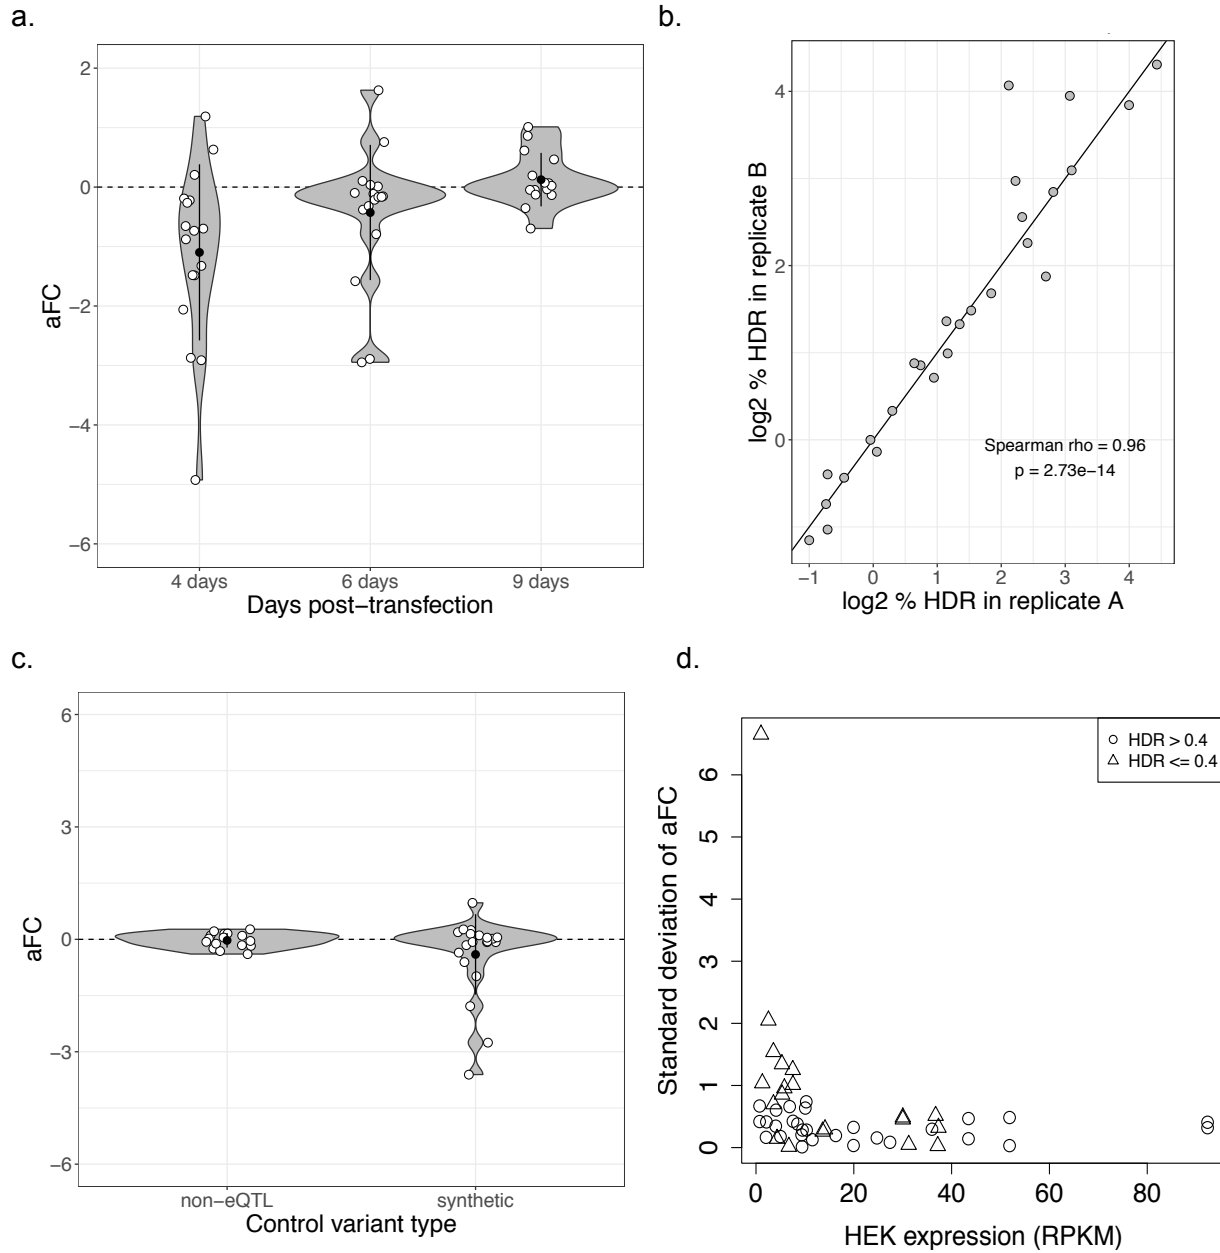 a.
2
0
−2
−4
−6
aFC
4 days
6 days
9 days
Days post−transfection
b.
4
2
0
log2 % HDR in replicate B
Spearman rho = 0.96
p = 2.73e−14
−1
0
1
2
3
4
log2 % HDR in replicate A
c.
6
3
0
−3
−6
aFC
non−eQTL
synthetic
Control variant type
d.
HDR > 0.4
HDR <= 0.4
6
5
4
3
2
1
0
Standard deviation of aFC
0
20
40
60
80
HEK expression (RPKM)